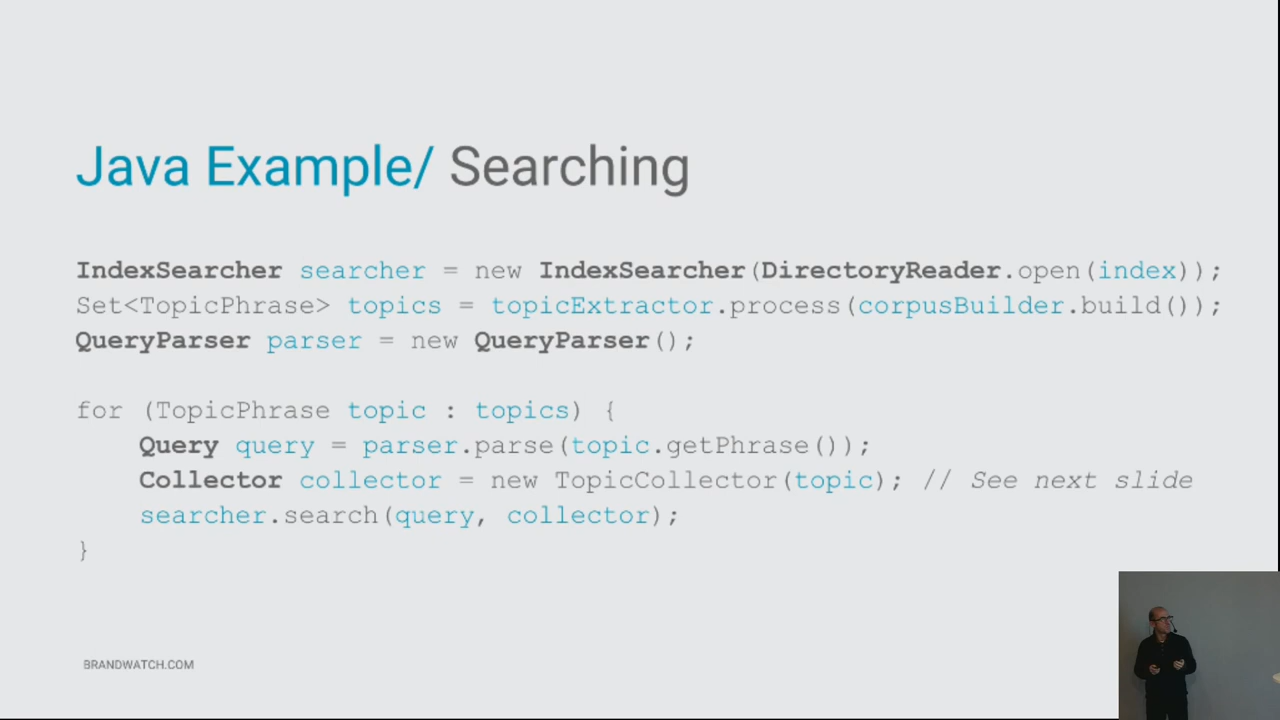 Java Example/ Searching
IndexSearcher searcher = new IndexSearcher(DirectoryReader.open(index));
Set<TopicPhrase> topics = topicExtractor.process(corpusBuilder.build());
QueryParser parser = new QueryParser();
for (TopicPhrase topic : topics) {
    Query query = parser.parse(topic.getPhrase());
    Collector collector = new TopicCollector(topic); // See next slide
    searcher.search(query, collector);
}
BRANDWATCH.COM